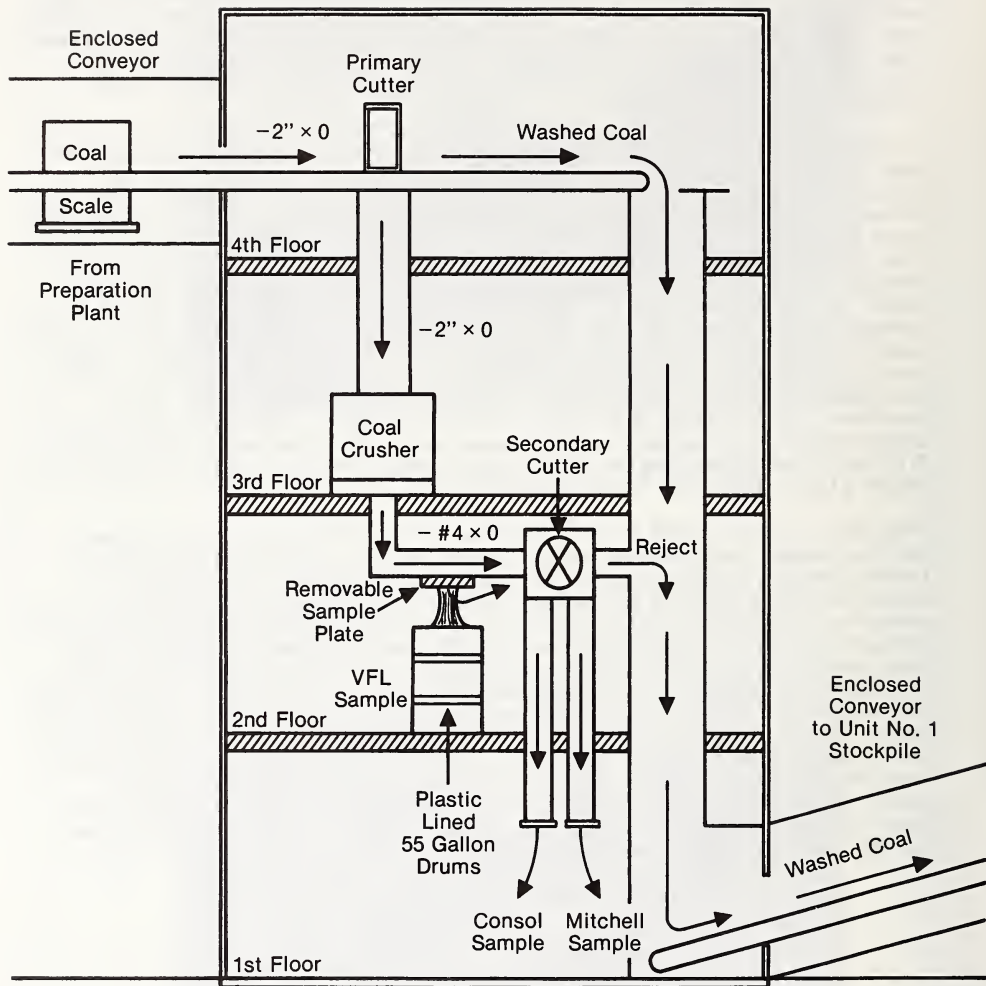 Enclosed
Conveyor
Primary
Cutter
−2" × 0
Washed Coal
Coal
Scale
4th Floor
From
Preparation
Plant
−2" × 0
Coal
Crusher
Secondary
Cutter
3rd Floor
− #4 × 0
Reject
Removable
Sample
Plate
VFL
Sample
Enclosed
Conveyor
to Unit No. 1
Stockpile
2nd Floor
Plastic
Lined
55 Gallon
Drums
Washed Coal
Consol
Sample
Mitchell
Sample
1st Floor